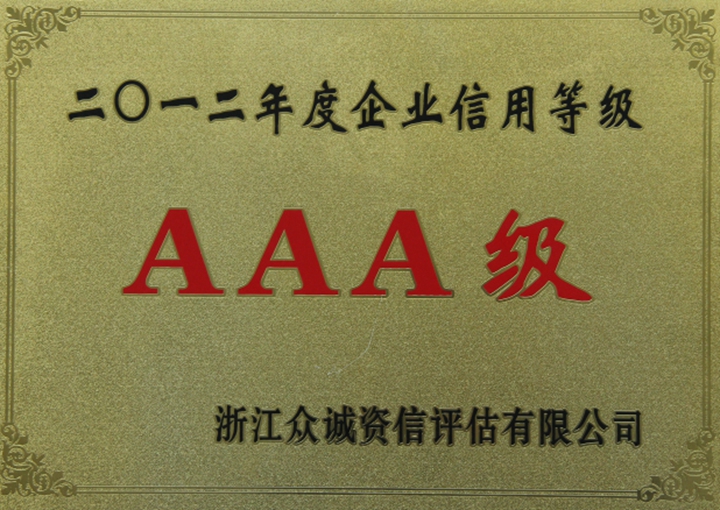 二〇一二年度企业信用等级
AAA级
浙江众诚资信评估有限公司